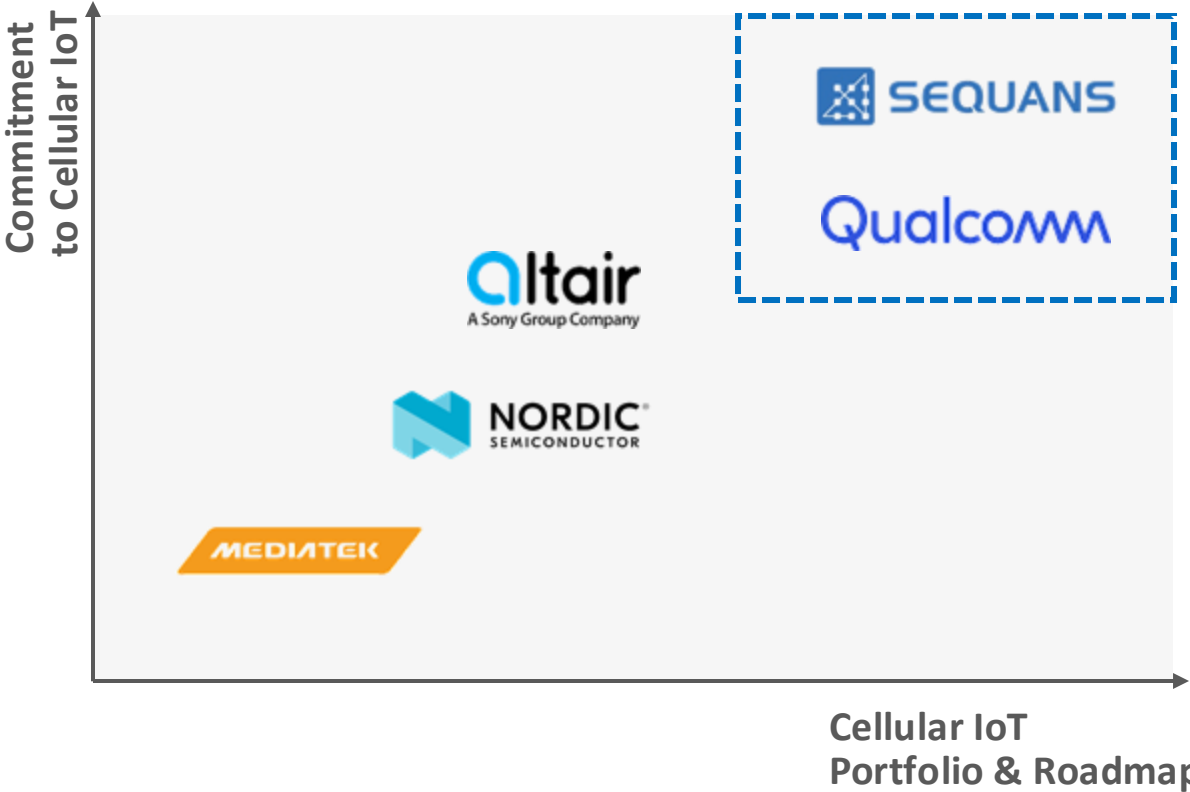 Commitment
to Cellular IoT
SEQUANS
Qualcomm
altair
A Sony Group Company
NORDIC®
SEMICONDUCTOR
MEDIATEK
Cellular IoT
Portfolio & Roadmap